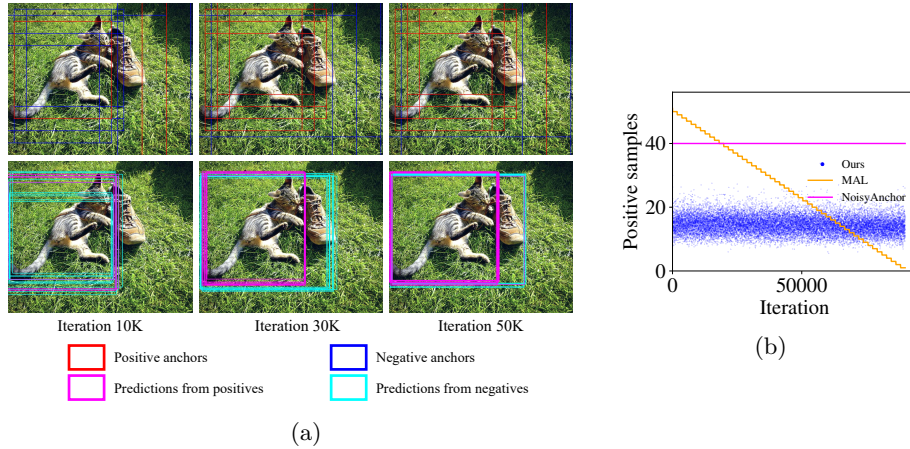 Iteration 10K
Iteration 30K
Iteration 50K
Positive anchors
Negative anchors
Predictions from positives
Predictions from negatives
(a)
Positive samples
40
20
0
Ours
MAL
NoisyAnchor
0
50000
Iteration
(b)